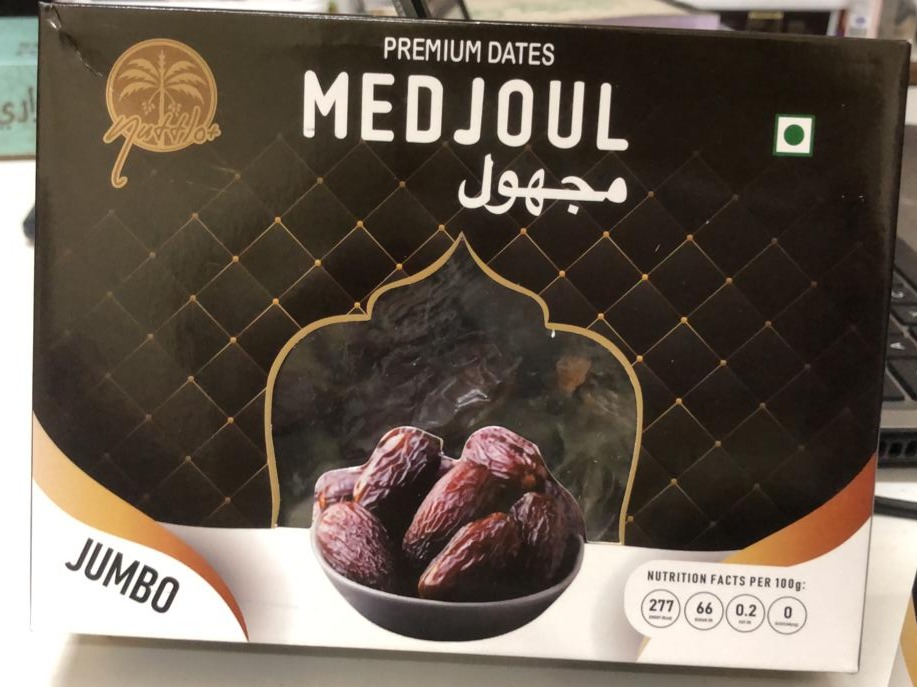 PREMIUM DATES
MEDJOUL
مجهول
JUMBO
NUTRITION FACTS PER 100g:
277 66 0.2 0